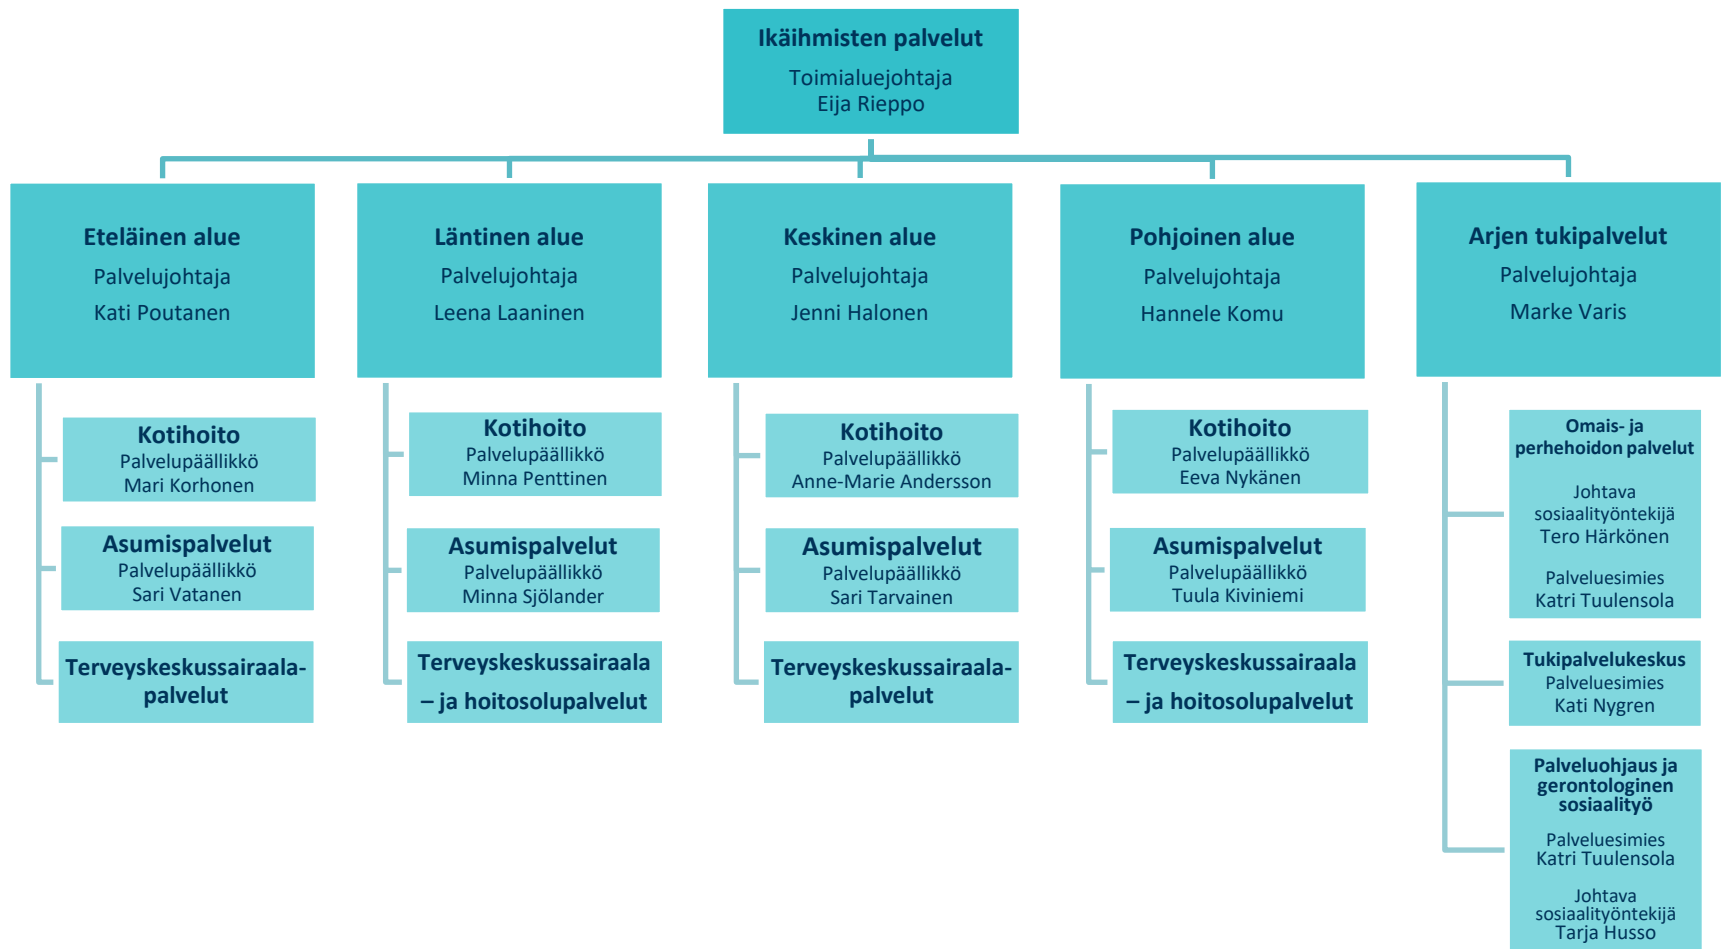 Ikäihmisten palvelut
Toimialuejohtaja
Eija Rieppo
Eteläinen alue
Palvelujohtaja
Kati Poutanen
Kotihoito
Palvelupäällikkö
Mari Korhonen
Asumispalvelut
Palvelupäällikkö
Sari Vatanen
Terveyskeskussairaala-
palvelut
Läntinen alue
Palvelujohtaja
Leena Laaninen
Kotihoito
Palvelupäällikkö
Minna Penttinen
Asumispalvelut
Palvelupäällikkö
Minna Sjölander
Terveyskeskussairaala
– ja hoitosolupalvelut
Keskinen alue
Palvelujohtaja
Jenni Halonen
Kotihoito
Palvelupäällikkö
Anne-Marie Andersson
Asumispalvelut
Palvelupäällikkö
Sari Tarvainen
Terveyskeskussairaala-
palvelut
Pohjoinen alue
Palvelujohtaja
Hannele Komu
Kotihoito
Palvelupäällikkö
Eeva Nykänen
Asumispalvelut
Palvelupäällikkö
Tuula Kiviniemi
Terveyskeskussairaala
– ja hoitosolupalvelut
Arjen tukipalvelut
Palvelujohtaja
Marke Varis
Omais- ja
perhehoidon palvelut
Johtava
sosiaalityöntekijä
Tero Härkönen
Palveluesimies
Katri Tuulensola
Tukipalvelukeskus
Palveluesimies
Kati Nygren
Palveluohjaus ja
gerontologinen
sosiaalityö
Palveluesimies
Katri Tuulensola
Johtava
sosiaalityöntekijä
Tarja Husso